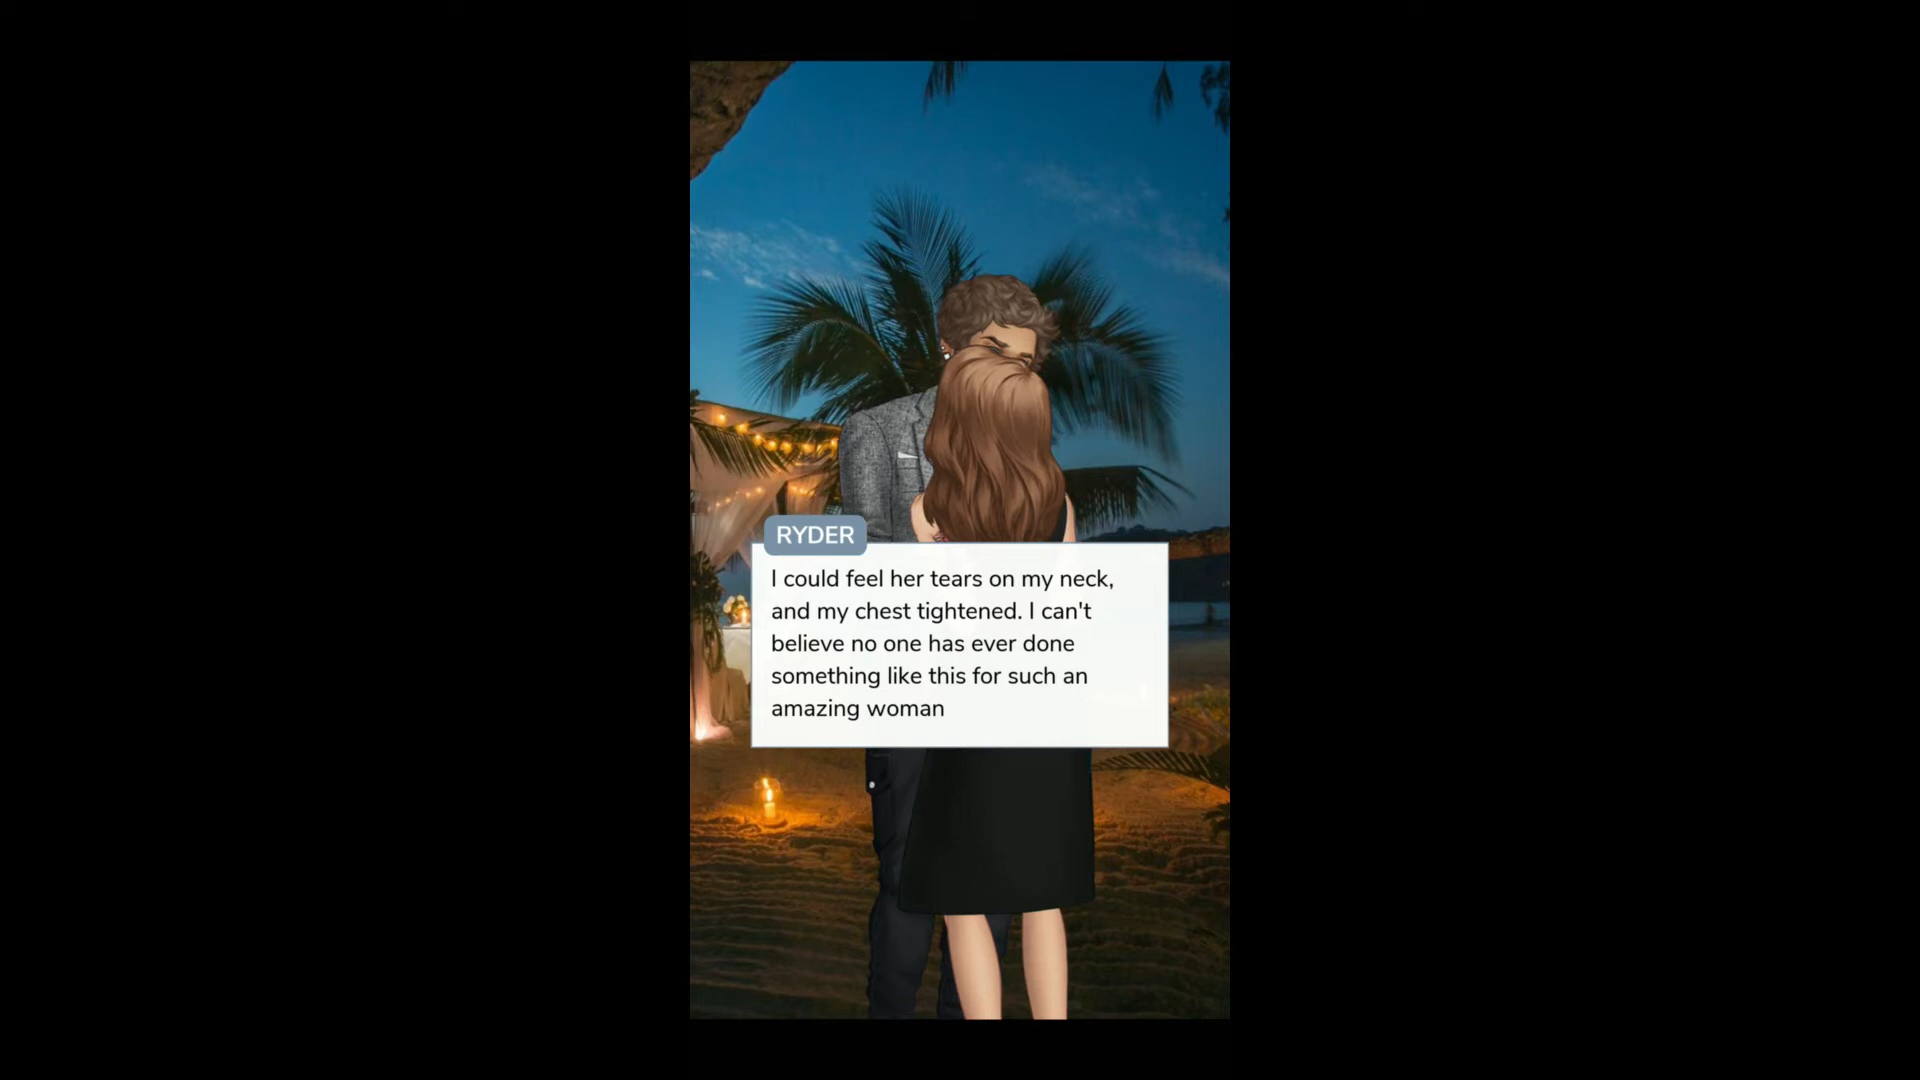 RYDER
I could feel her tears on my neck,
and my chest tightened. I can't
believe no one has ever done
something like this for such an
amazing woman